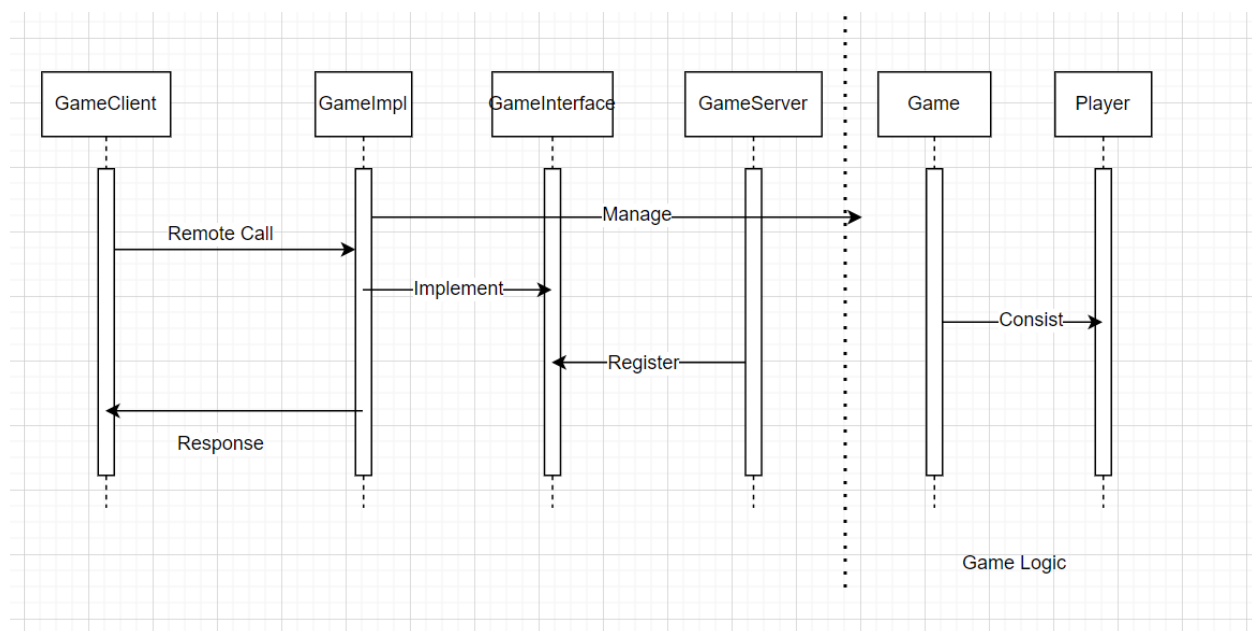 GameClient
GameImpl
GameInterface
GameServer
Game
Player
Manage
Remote Call
Implement
Consist
Register
Response
Game Logic